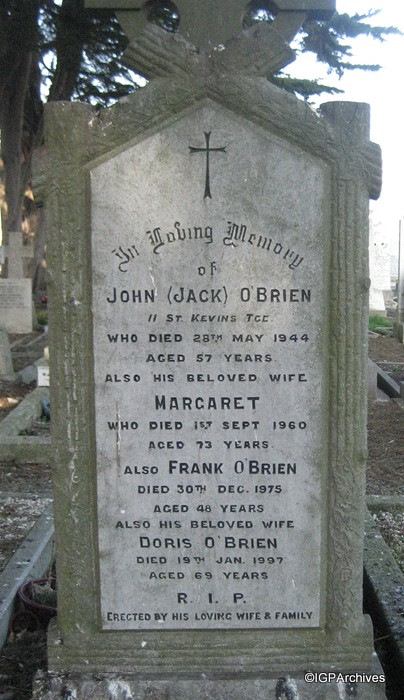 In Loving Memory
of
JOHN (JACK) O'BRIEN
11 ST. KEVINS TCE.
WHO DIED 28TH MAY 1944
AGED 57 YEARS.
ALSO HIS BELOVED WIFE
MARGARET
WHO DIED 1ST SEPT 1960
AGED 73 YEARS.
ALSO FRANK O'BRIEN
DIED 30TH DEC. 1975
AGED 48 YEARS
ALSO HIS BELOVED WIFE
DORIS O'BRIEN
DIED 19TH JAN. 1997
AGED 69 YEARS
R. I. P.
ERECTED BY HIS LOVING WIFE & FAMILY
©IGPArchives